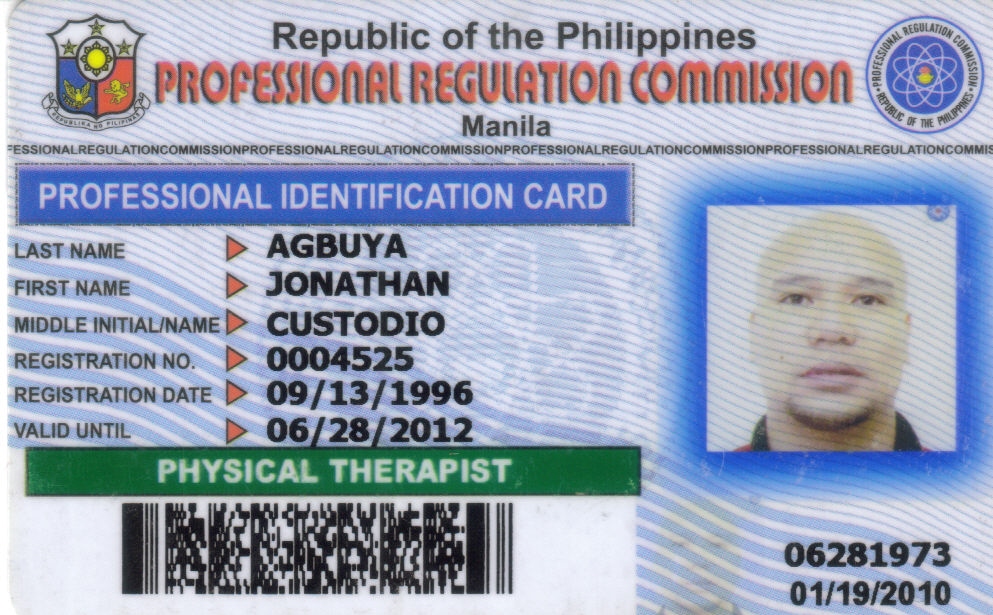 Republic of the Philippines
PROFESSIONAL REGULATION COMMISSION
Manila
REPUBLIKA NG PILIPINAS
PROFESSIONAL REGULATION COMMISSION
REPUBLIC OF THE PHILIPPINES
FESSIONALREGULATIONCOMMISSIONPROFESSIONALREGULATIONCOMMISSIONPROFESSIONALREGULATIONCOMMISSIONPROFESSIONALREGULATIONCOMMIS
PROFESSIONAL IDENTIFICATION CARD
LAST NAME AGBUYA
FIRST NAME JONATHAN
MIDDLE INITIAL/NAME CUSTODIO
REGISTRATION NO. 0004525
REGISTRATION DATE 09/13/1996
VALID UNTIL 06/28/2012
PHYSICAL THERAPIST
06281973
01/19/2010